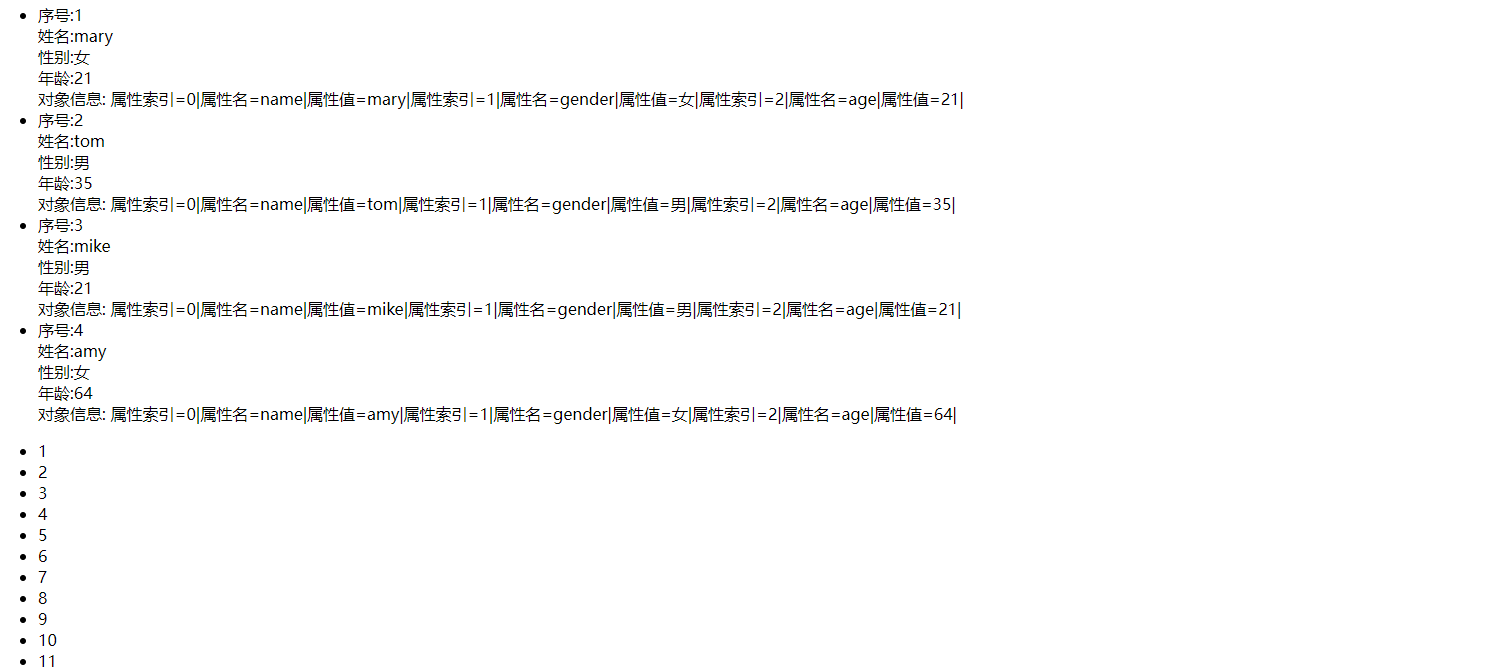 序号:1
姓名:mary
性别:女
年龄:21
对象信息: 属性索引=0|属性名=name|属性值=mary|属性索引=1|属性名=gender|属性值=女|属性索引=2|属性名=age|属性值=21|
序号:2
姓名:tom
性别:男
年龄:35
对象信息: 属性索引=0|属性名=name|属性值=tom|属性索引=1|属性名=gender|属性值=男|属性索引=2|属性名=age|属性值=35|
序号:3
姓名:mike
性别:男
年龄:21
对象信息: 属性索引=0|属性名=name|属性值=mike|属性索引=1|属性名=gender|属性值=男|属性索引=2|属性名=age|属性值=21|
序号:4
姓名:amy
性别:女
年龄:64
对象信息: 属性索引=0|属性名=name|属性值=amy|属性索引=1|属性名=gender|属性值=女|属性索引=2|属性名=age|属性值=64|
1
2
3
4
5
6
7
8
9
10
11